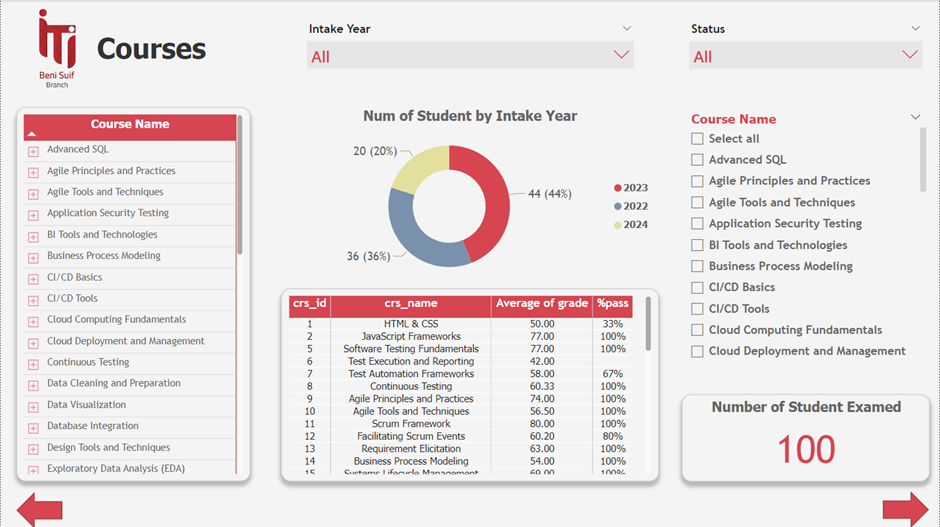 iTi
Beni Suif
Branch
Courses
Intake Year
All
Status
All
Course Name
Advanced SQL
Agile Principles and Practices
Agile Tools and Techniques
Application Security Testing
BI Tools and Technologies
Business Process Modeling
CI/CD Basics
CI/CD Tools
Cloud Computing Fundamentals
Cloud Deployment and Management
Continuous Testing
Data Cleaning and Preparation
Data Visualization
Database Integration
Design Tools and Techniques
Exploratory Data Analysis (EDA)
Num of Student by Intake Year
20 (20%)
44 (44%)
36 (36%)
2023
2022
2024
crs_id crs_name Average of grade %pass
1 HTML & CSS 50.00 33%
2 JavaScript Frameworks 77.00 100%
5 Software Testing Fundamentals 77.00 100%
6 Test Execution and Reporting 42.00
7 Test Automation Frameworks 58.00 67%
8 Continuous Testing 60.33 100%
9 Agile Principles and Practices 74.00 100%
10 Agile Tools and Techniques 56.50 100%
11 Scrum Framework 80.00 100%
12 Facilitating Scrum Events 60.20 80%
13 Requirement Elicitation 63.00 100%
14 Business Process Modeling 54.00 100%
15 Systems Lifecycle Management 69.00 100%
Course Name
Select all
Advanced SQL
Agile Principles and Practices
Agile Tools and Techniques
Application Security Testing
BI Tools and Technologies
Business Process Modeling
CI/CD Basics
CI/CD Tools
Cloud Computing Fundamentals
Cloud Deployment and Management
Number of Student Examed
100